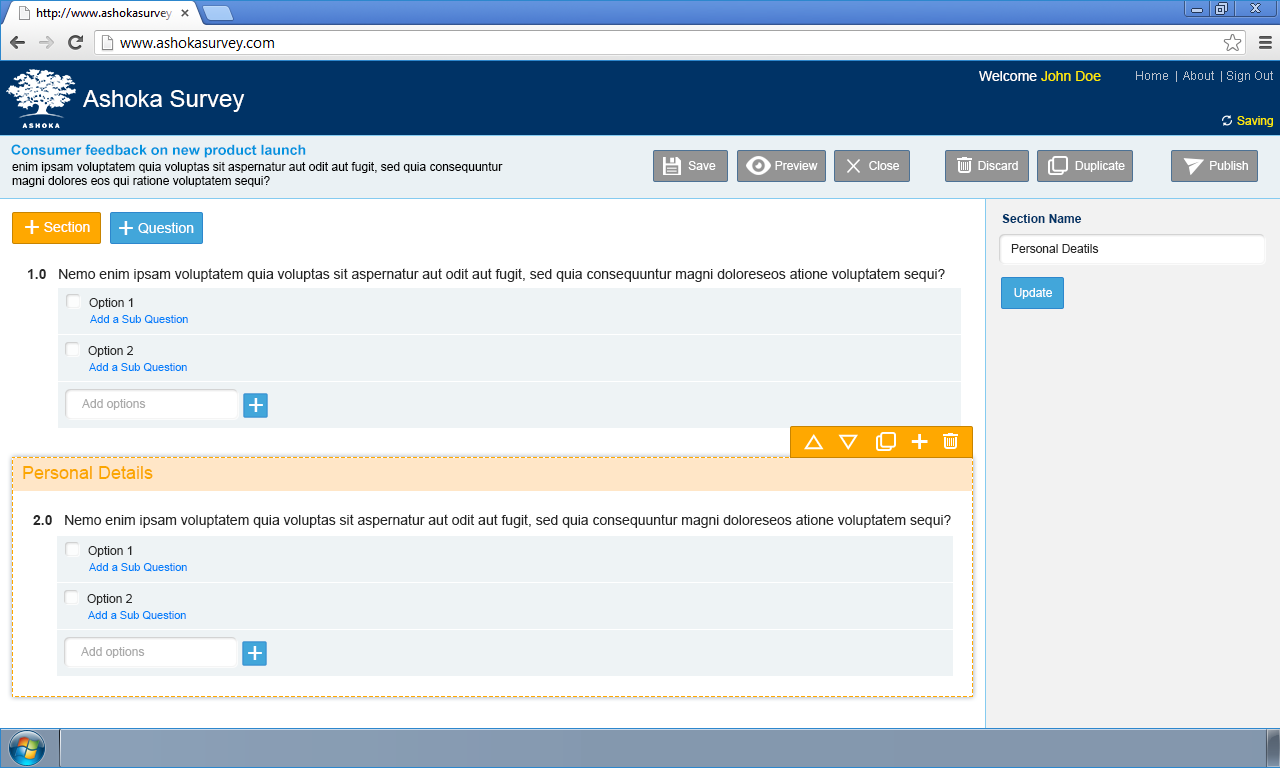 http://www.ashokasurvey
www.ashokasurvey.com
Welcome John Doe
Home | About | Sign Out
ASHOKA
Ashoka Survey
Saving
Consumer feedback on new product launch
enim ipsam voluptatem quia voluptas sit aspernatur aut odit aut fugit, sed quia consequuntur
magni dolores eos qui ratione voluptatem sequi?
Save
Preview
Close
Discard
Duplicate
Publish
Section
Question
1.0 Nemo enim ipsam voluptatem quia voluptas sit aspernatur aut odit aut fugit, sed quia consequuntur magni doloreseos atione voluptatem sequi?
Option 1
Add a Sub Question
Option 2
Add a Sub Question
Add options
Personal Details
2.0 Nemo enim ipsam voluptatem quia voluptas sit aspernatur aut odit aut fugit, sed quia consequuntur magni doloreseos atione voluptatem sequi?
Option 1
Add a Sub Question
Option 2
Add a Sub Question
Add options
Section Name
Personal Deatils
Update